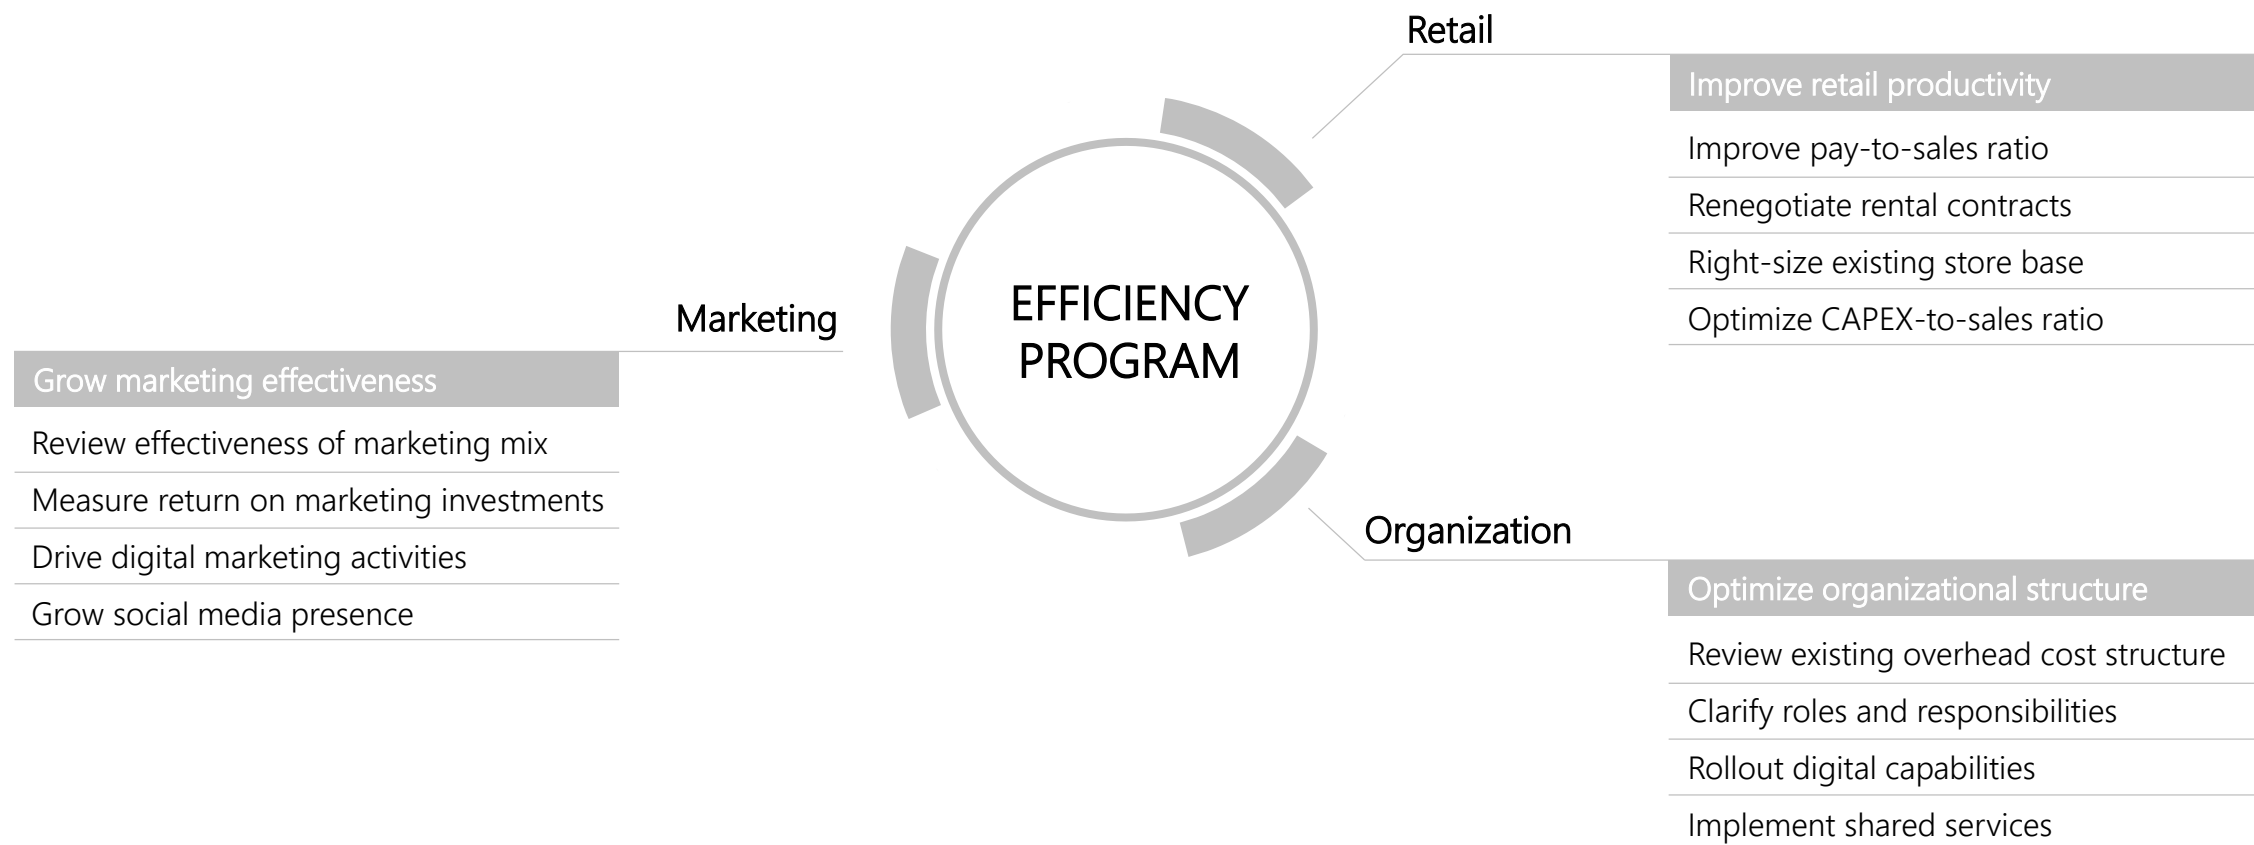 Retail
Improve retail productivity
Improve pay-to-sales ratio
Renegotiate rental contracts
Right-size existing store base
Optimize CAPEX-to-sales ratio
EFFICIENCY
PROGRAM
Marketing
Grow marketing effectiveness
Review effectiveness of marketing mix
Measure return on marketing investments
Drive digital marketing activities
Grow social media presence
Organization
Optimize organizational structure
Review existing overhead cost structure
Clarify roles and responsibilities
Rollout digital capabilities
Implement shared services